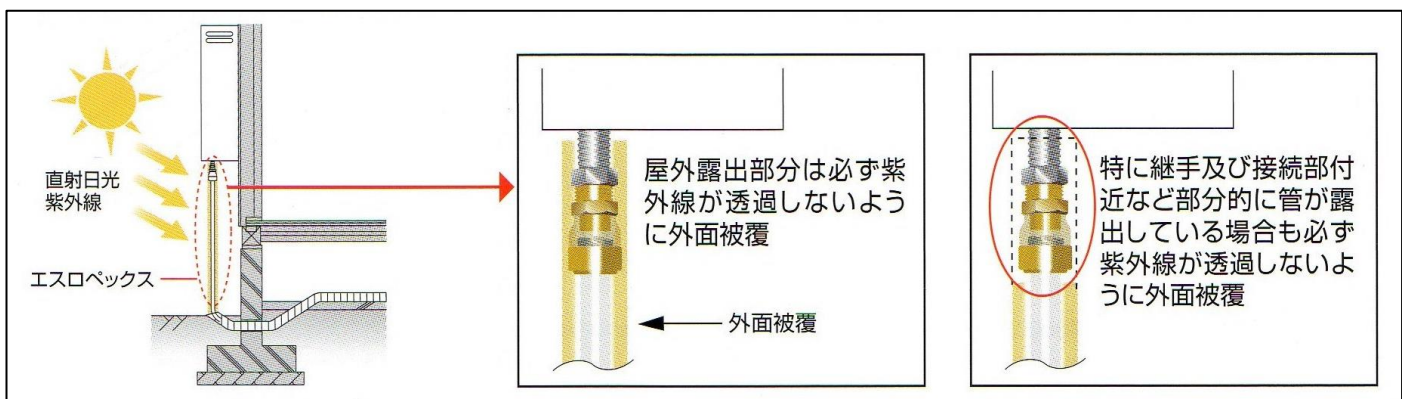 直射日光
紫外線
エスロペックス
屋外露出部分は必ず紫
外線が透過しないよう
に外面被覆
外面被覆
特に継手及び接続部付
近など部分的に管が露
出している場合も必ず
紫外線が透過しないよ
うに外面被覆